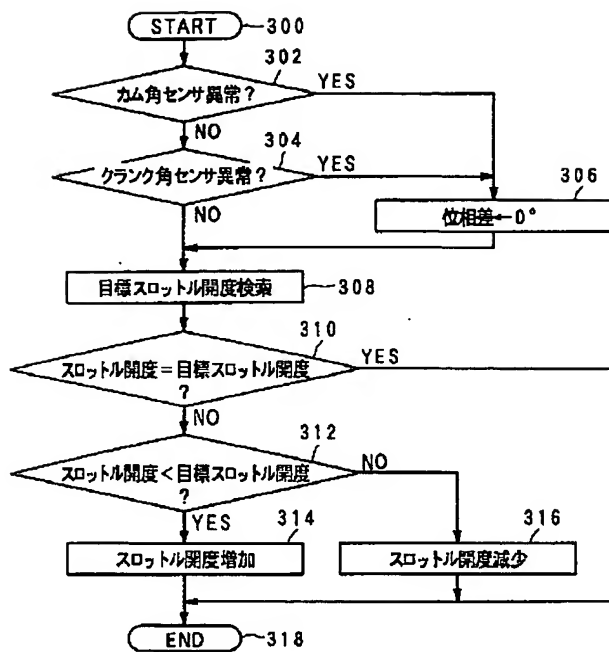 START
300
302
カム角センサ異常?
YES
NO
304
クランク角センサ異常?
YES
306
NO
位相差←0°
目標スロットル開度検索
308
310
スロットル開度=目標スロットル開度
?
YES
NO
312
スロットル開度<目標スロットル開度
?
NO
YES
314
316
スロットル開度増加
スロットル開度減少
END
318